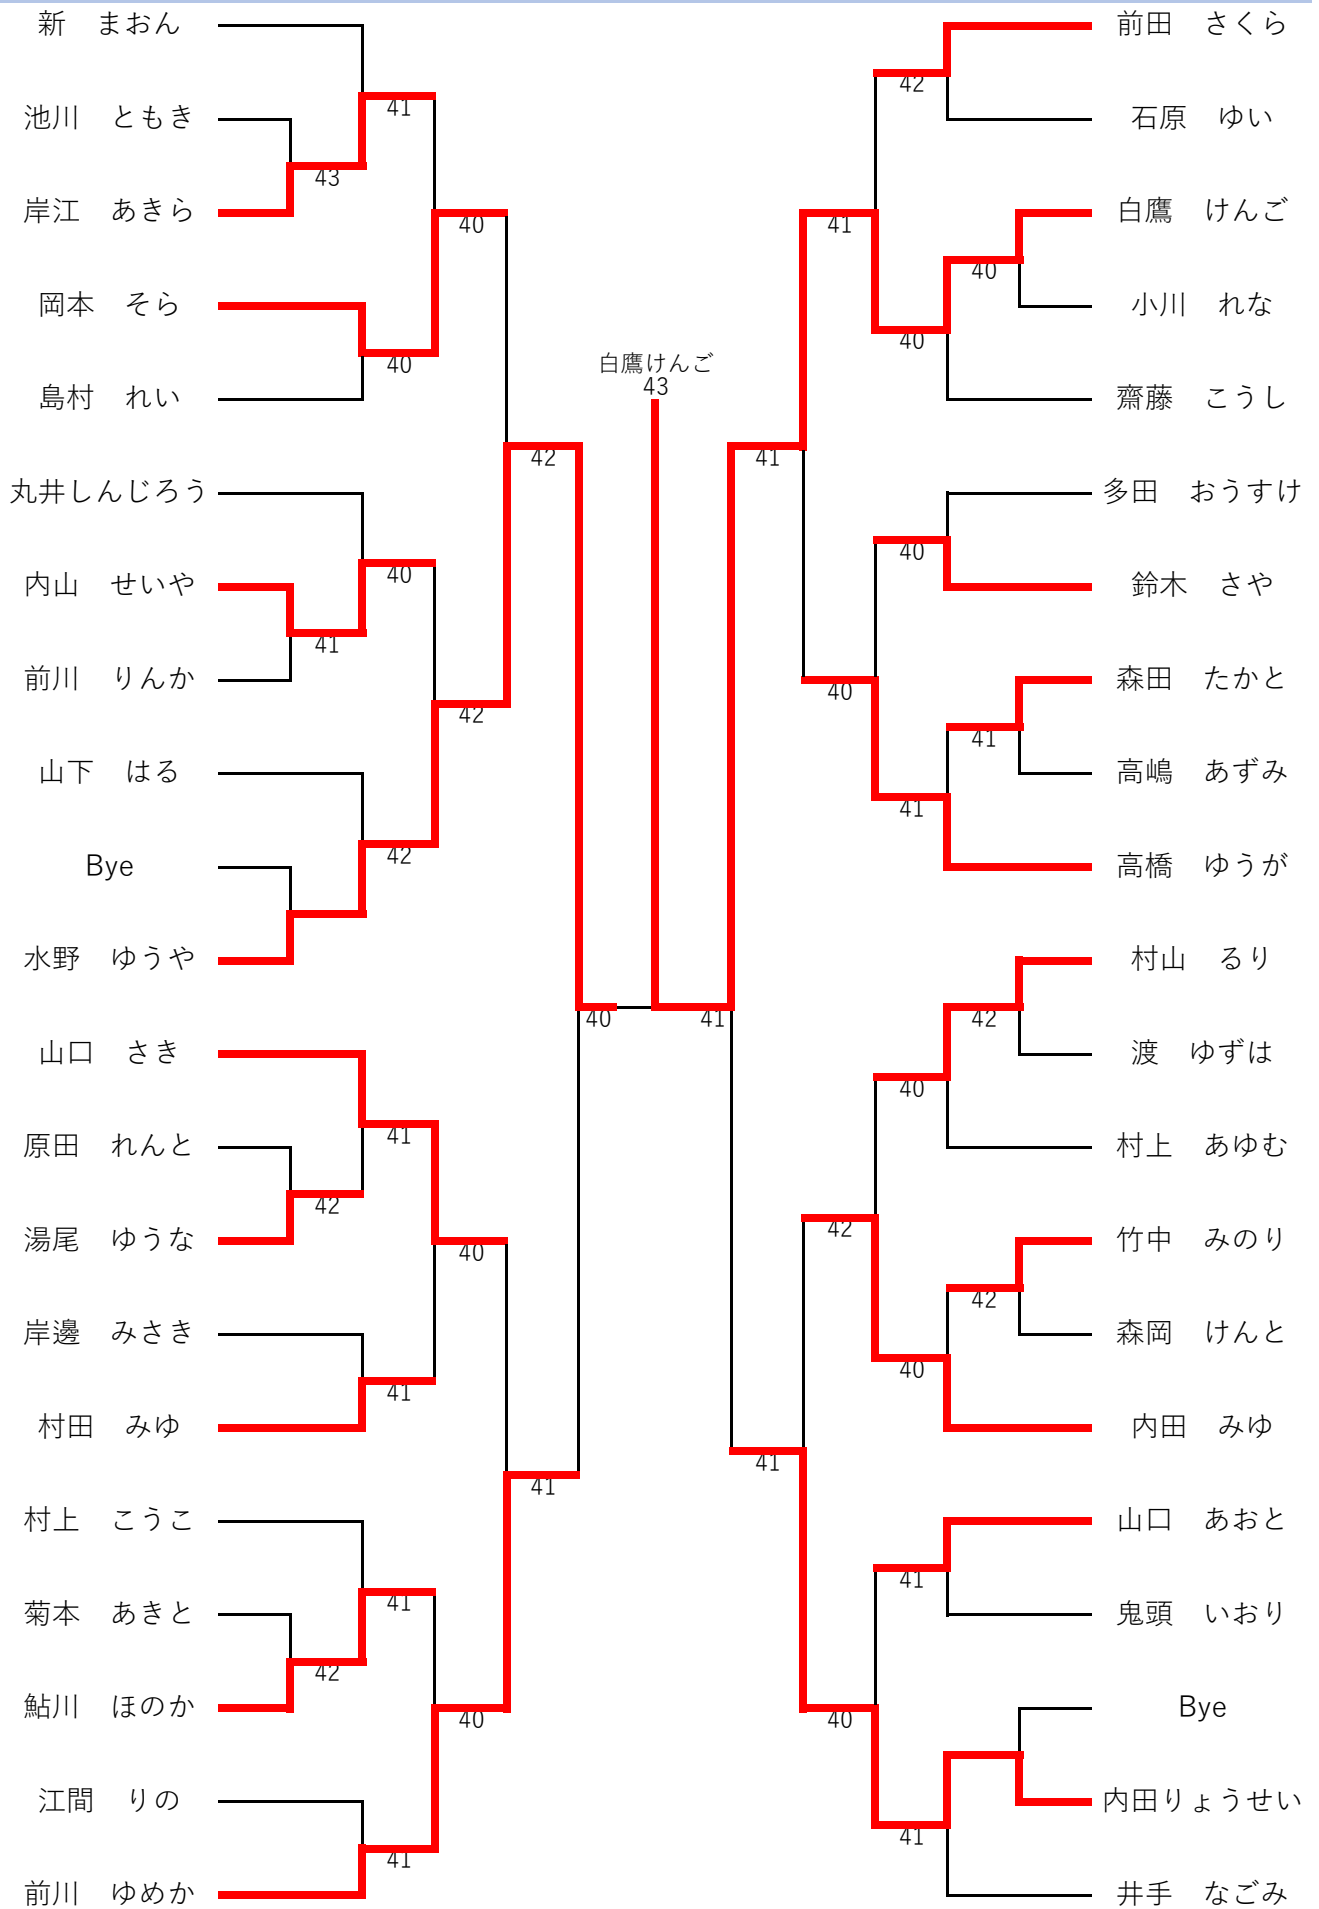 新　まおん
池川　ともき
岸江　あきら
岡本　そら
島村　れい
丸井しんじろう
内山　せいや
前川　りんか
山下　はる
Bye
水野　ゆうや
山口　さき
原田　れんと
湯尾　ゆうな
岸邊　みさき
村田　みゆ
村上　こうこ
菊本　あきと
鮎川　ほのか
江間　りの
前川　ゆめか
43
41
42
42
41
40
40
42
41
41
41
41
40
42
40
40
42
41
40
白鷹けんご
43
41
41
41
41
40
42
40
42
40
40
41
40
40
41
41
40
41
42
42
前田　さくら
石原　ゆい
白鷹　けんご
小川　れな
齋藤　こうし
多田　おうすけ
鈴木　さや
森田　たかと
高嶋　あずみ
高橋　ゆうが
村山　るり
渡　ゆずは
村上　あゆむ
竹中　みのり
森岡　けんと
内田　みゆ
山口　あおと
鬼頭　いおり
Bye
内田りょうせい
井手　なごみ